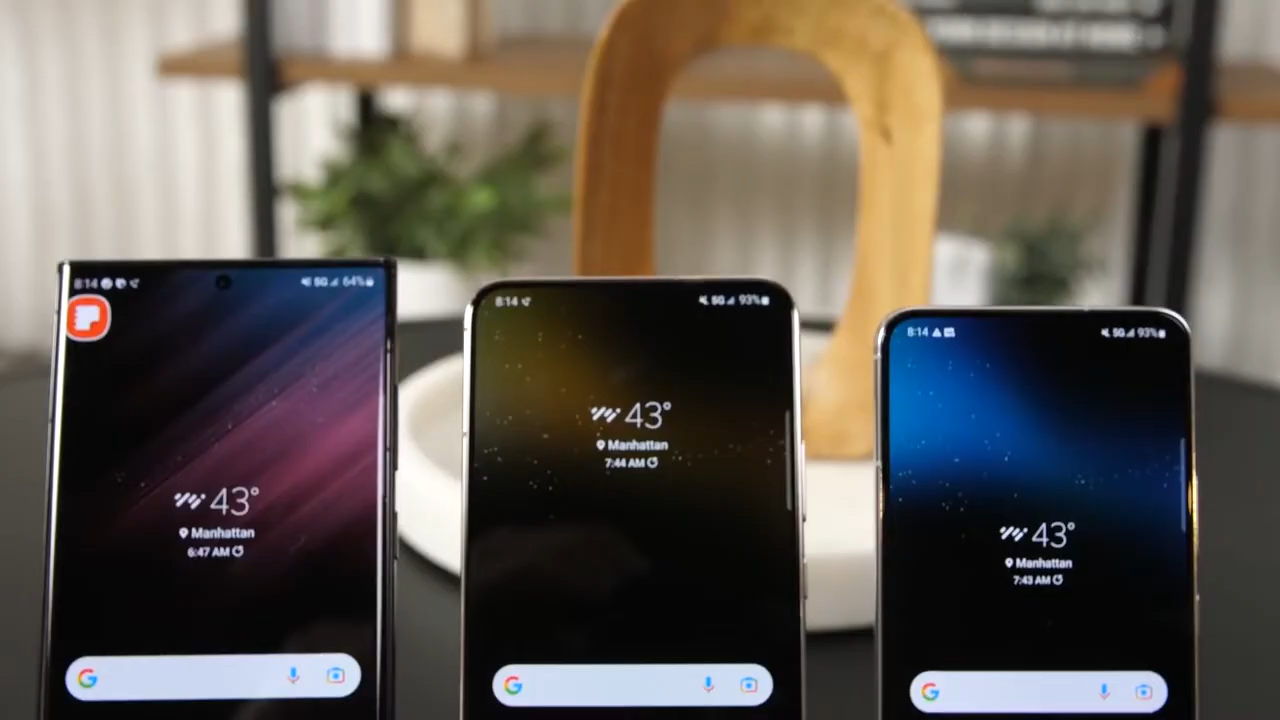 8:14
5G 64%
43°
Manhattan
6:47 AM
G
8:14
5G 93%
43°
Manhattan
7:44 AM
G
8:14
5G 93%
43°
Manhattan
7:43 AM
G